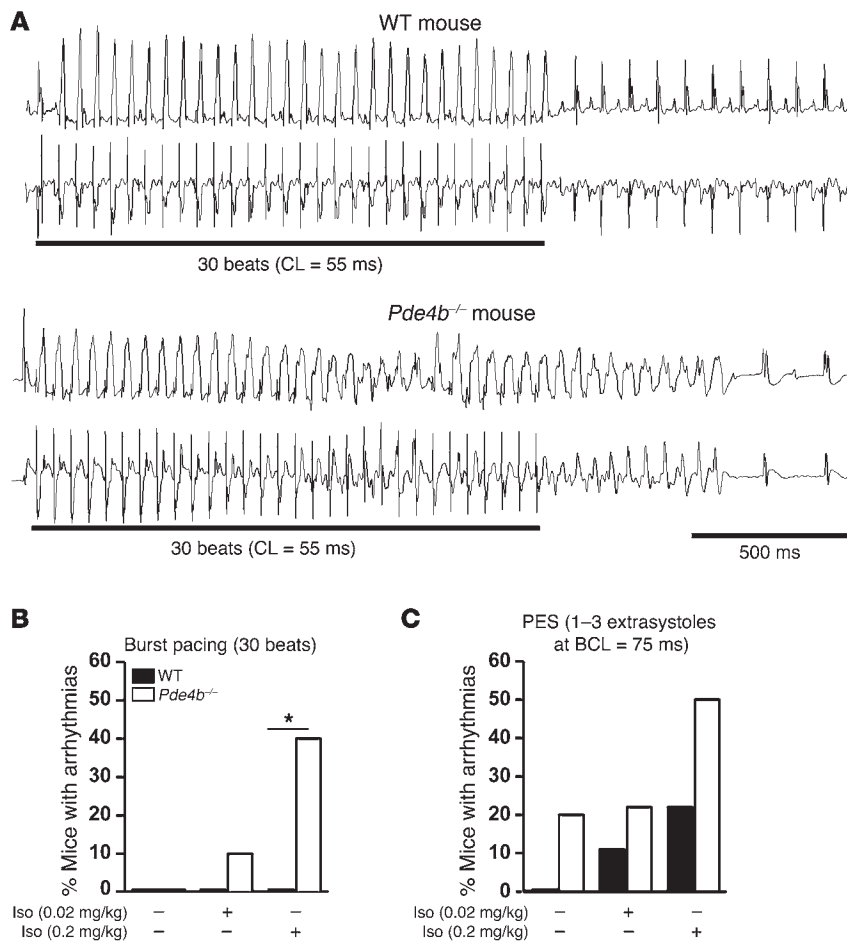 A
WT mouse
30 beats (CL = 55 ms)
Pde4b–/– mouse
30 beats (CL = 55 ms)
500 ms
B
Burst pacing (30 beats)
% Mice with arrhythmias
60
50
40
30
20
10
0
WT
Pde4b–/–
*
Iso (0.02 mg/kg) – + –
Iso (0.2 mg/kg) – – +
C
PES (1–3 extrasystoles
at BCL = 75 ms)
% Mice with arrhythmias
60
50
40
30
20
10
0
Iso (0.02 mg/kg) – + –
Iso (0.2 mg/kg) – – +